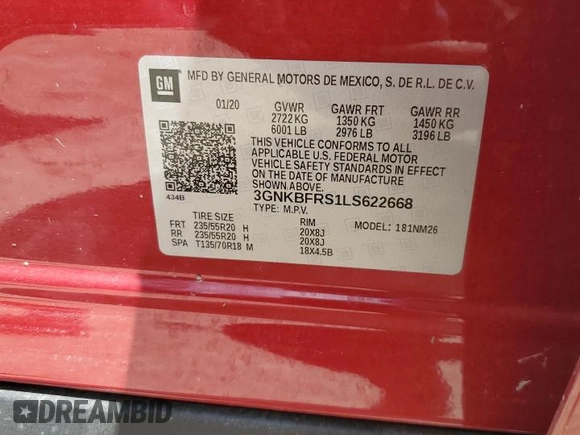 GM
MFD BY GENERAL MOTORS DE MEXICO, S. DE R.L. DE C.V.
01/20 GVWR GAWR FRT GAWR RR
2722 KG 1350 KG 1450 KG
6001 LB 2976 LB 3196 LB
THIS VEHICLE CONFORMS TO ALL
APPLICABLE U.S. FEDERAL MOTOR
VEHICLE SAFETY STANDARDS IN EFFECT
ON THE DATE OF MANUFACTURE
SHOWN ABOVE.
434B
3GNKBFRS1LS622668
TYPE: M.P.V.
TIRE SIZE RIM MODEL: 181NM26
FRT 235/55R20 H 20X8J
RR 235/55R20 H 20X8J
SPA T135/70R18 M 18X4.5B
DREAMBID